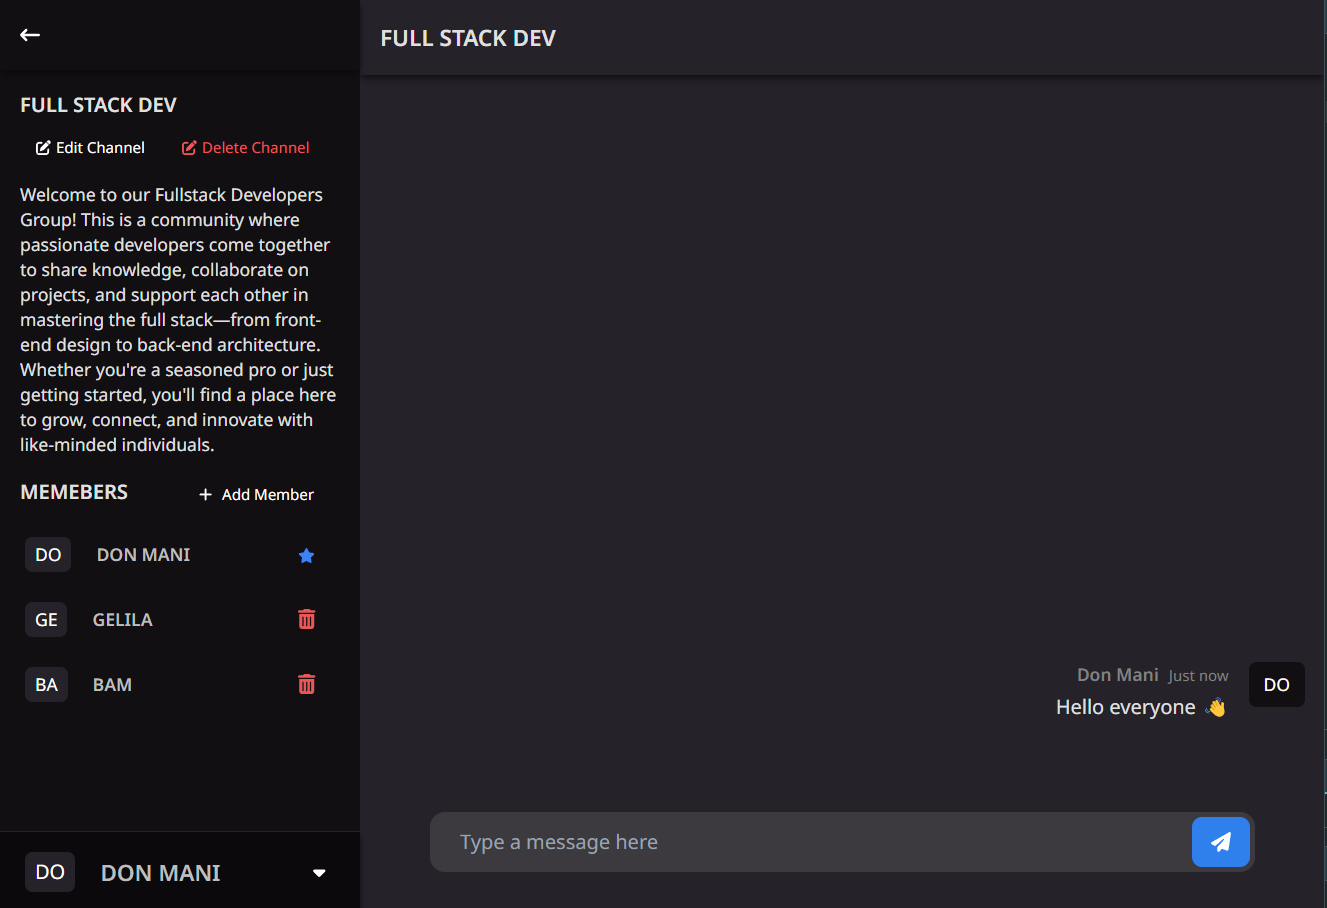 FULL STACK DEV
Edit Channel
Delete Channel
Welcome to our Fullstack Developers
Group! This is a community where
passionate developers come together
to share knowledge, collaborate on
projects, and support each other in
mastering the full stack—from front-
end design to back-end architecture.
Whether you're a seasoned pro or just
getting started, you'll find a place here
to grow, connect, and innovate with
like-minded individuals.
MEMEBERS
+ Add Member
DO DON MANI
GE GELILA
BA BAM
DO DON MANI
FULL STACK DEV
Don Mani Just now
DO
Hello everyone 👋
Type a message here